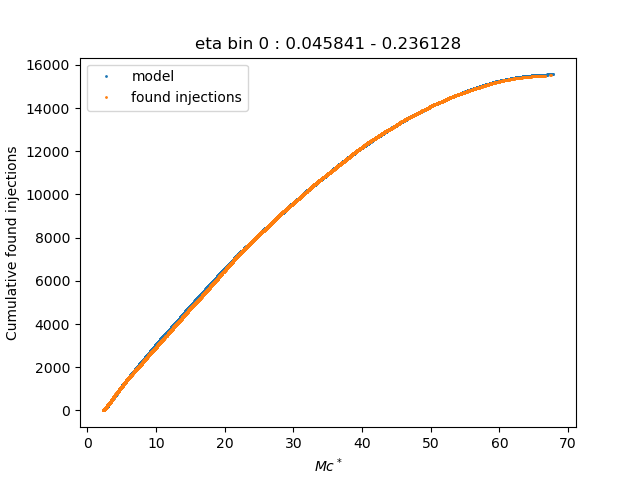 eta bin 0 : 0.045841 - 0.236128
16000
14000
12000
10000
8000
6000
4000
2000
0
Cumulative found injections
model
found injections
0 10 20 30 40 50 60 70
Mc*